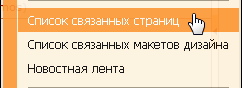 Список связанных страниц
Список связанных макетов дизайна
Новостная лента